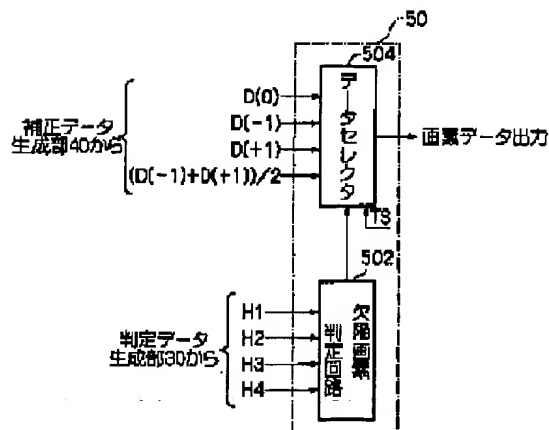 50
504
補正データ
生成部40から
D(0)
D(-1)
D(+1)
(D(-1)+D(+1))/2
データセレクタ
画素データ出力
TS
502
判定データ
生成部30から
H1
H2
H3
H4
欠陥画素
判定回路